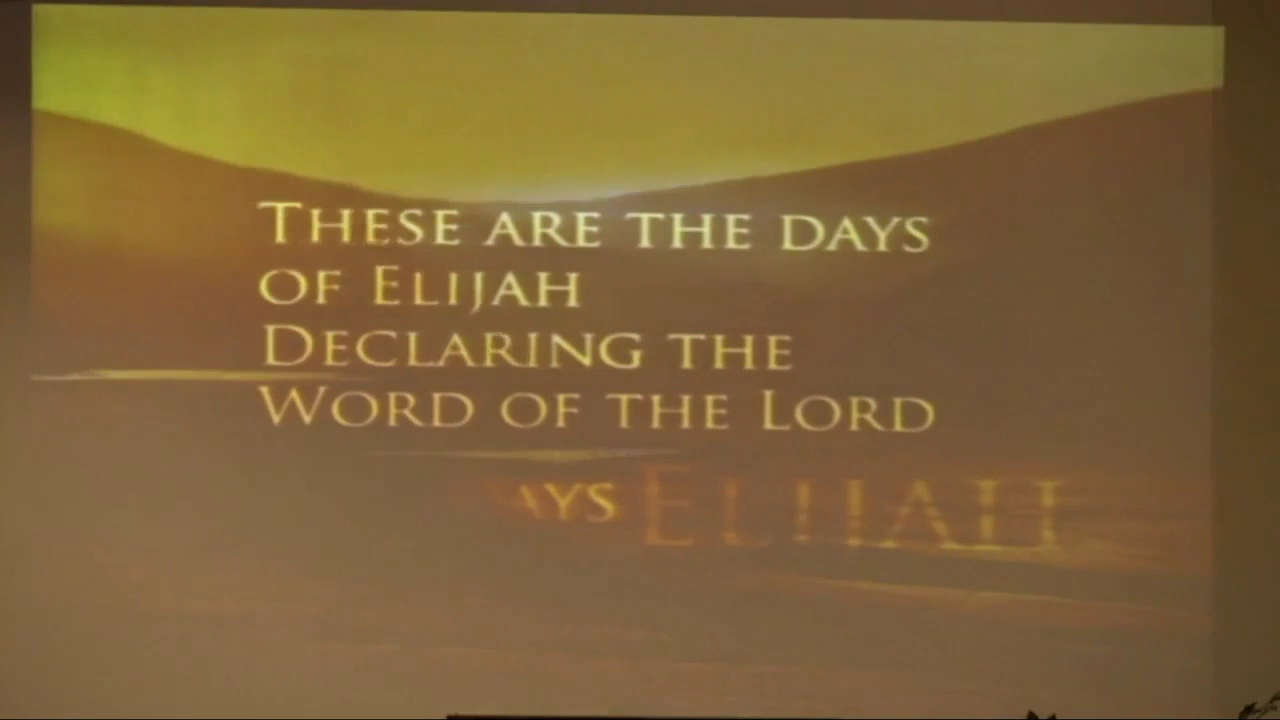 These are the days
of Elijah
Declaring the
Word of the Lord
ays Elijah